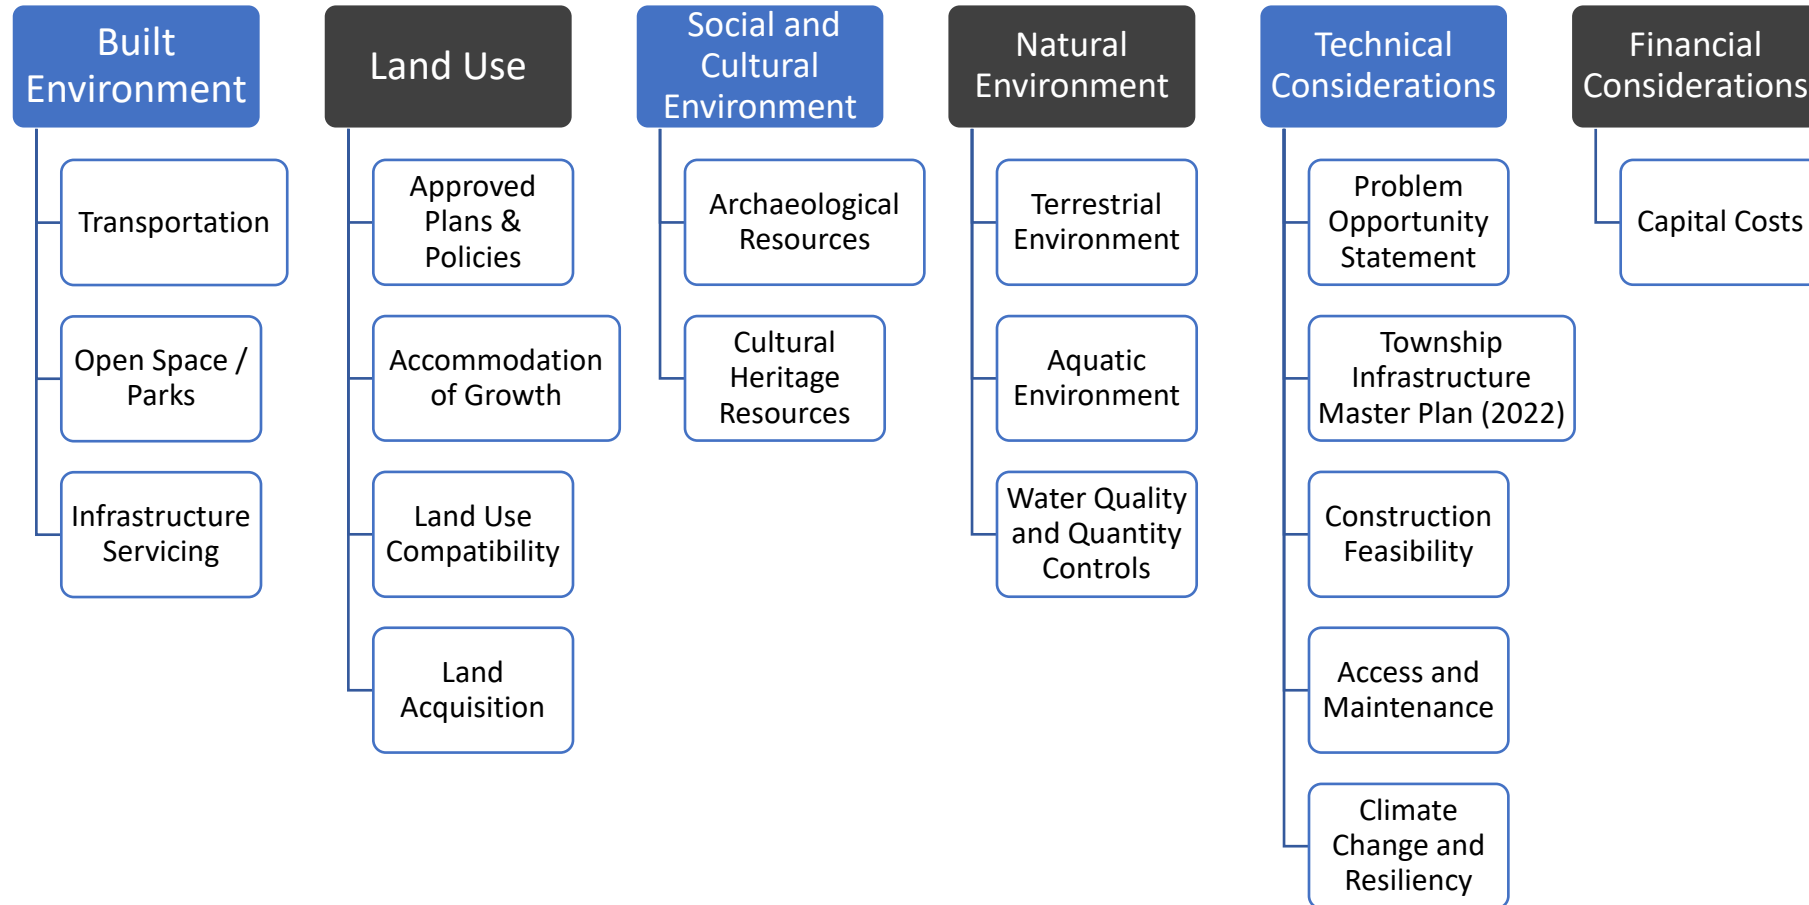 Built
Environment
Transportation
Open Space /
Parks
Infrastructure
Servicing
Land Use
Approved
Plans &
Policies
Accommodation
of Growth
Land Use
Compatibility
Land
Acquisition
Social and
Cultural
Environment
Archaeological
Resources
Cultural
Heritage
Resources
Natural
Environment
Terrestrial
Environment
Aquatic
Environment
Water Quality
and Quantity
Controls
Technical
Considerations
Problem
Opportunity
Statement
Township
Infrastructure
Master Plan (2022)
Construction
Feasibility
Access and
Maintenance
Climate
Change and
Resiliency
Financial
Considerations
Capital Costs